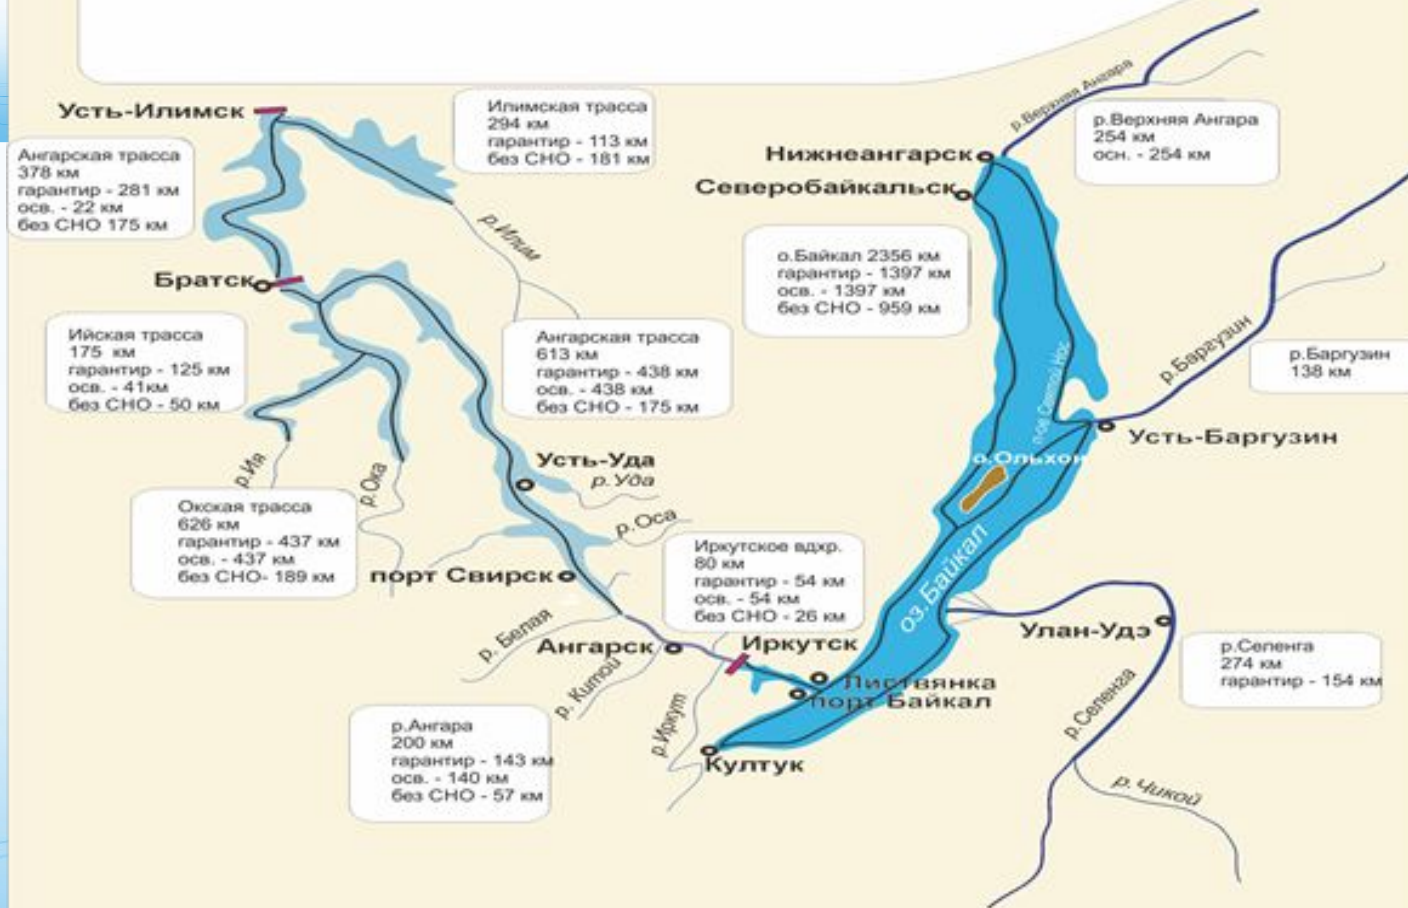 Усть-Илимск
Илимская трасса
294 км
гарантир - 113 км
без СНО - 181 км
р.Верхняя Ангара
р.Верхняя Ангара
254 км
осн. - 254 км
Ангарская трасса
378 км
гарантир - 281 км
осв. - 22 км
без СНО 175 км
Нижнеангарск
Северобайкальск
р.Илим
о.Байкал 2356 км
гарантир - 1397 км
осв. - 1397 км
без СНО - 959 км
Братск
Ийская трасса
175 км
гарантир - 125 км
осв. - 41км
без СНО - 50 км
Ангарская трасса
613 км
гарантир - 438 км
осв. - 438 км
без СНО - 175 км
р.Баргузин
р.Баргузин
138 км
п-ов Святой Нос
Усть-Баргузин
о.Ольхон
р.Ия
р.Ока
Усть-Уда
р.Уда
Окская трасса
626 км
гарантир - 437 км
осв. - 437 км
без СНО- 189 км
р.Оса
порт Свирск
Иркутское вдхр.
80 км
гарантир - 54 км
осв. - 54 км
без СНО - 26 км
оз.Байкал
р. Белая
Ангарск
Иркутск
Улан-Удэ
р.Селенга
274 км
гарантир - 154 км
р. Китой
р.Иркут
Листвянка
порт Байкал
р.Селенга
р.Ангара
200 км
гарантир - 143 км
осв. - 140 км
без СНО - 57 км
Култук
р. Чикой